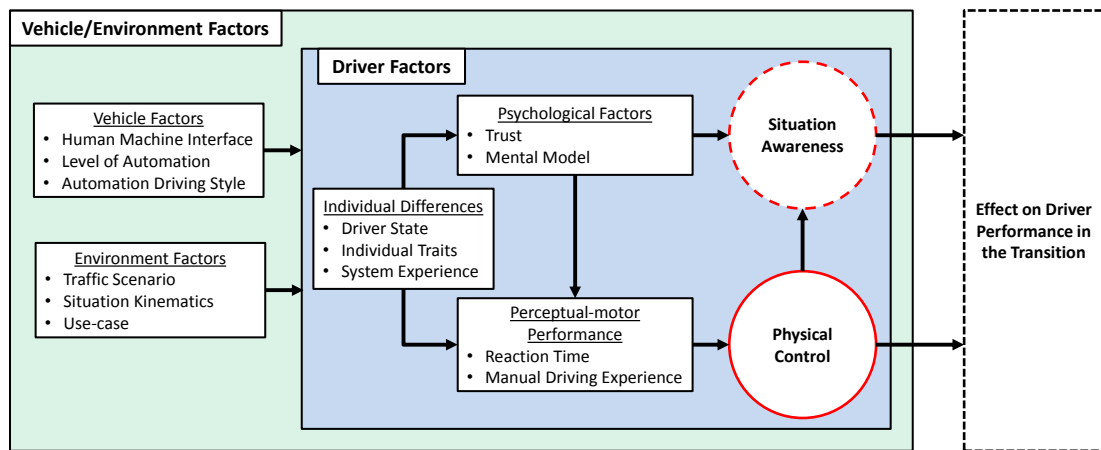 Vehicle/Environment Factors
Driver Factors
Vehicle Factors
• Human Machine Interface
• Level of Automation
• Automation Driving Style
Environment Factors
• Traffic Scenario
• Situation Kinematics
• Use-case
Individual Differences
• Driver State
• Individual Traits
• System Experience
Psychological Factors
• Trust
• Mental Model
Perceptual-motor
Performance
• Reaction Time
• Manual Driving Experience
Situation
Awareness
Physical
Control
Effect on Driver
Performance in
the Transition